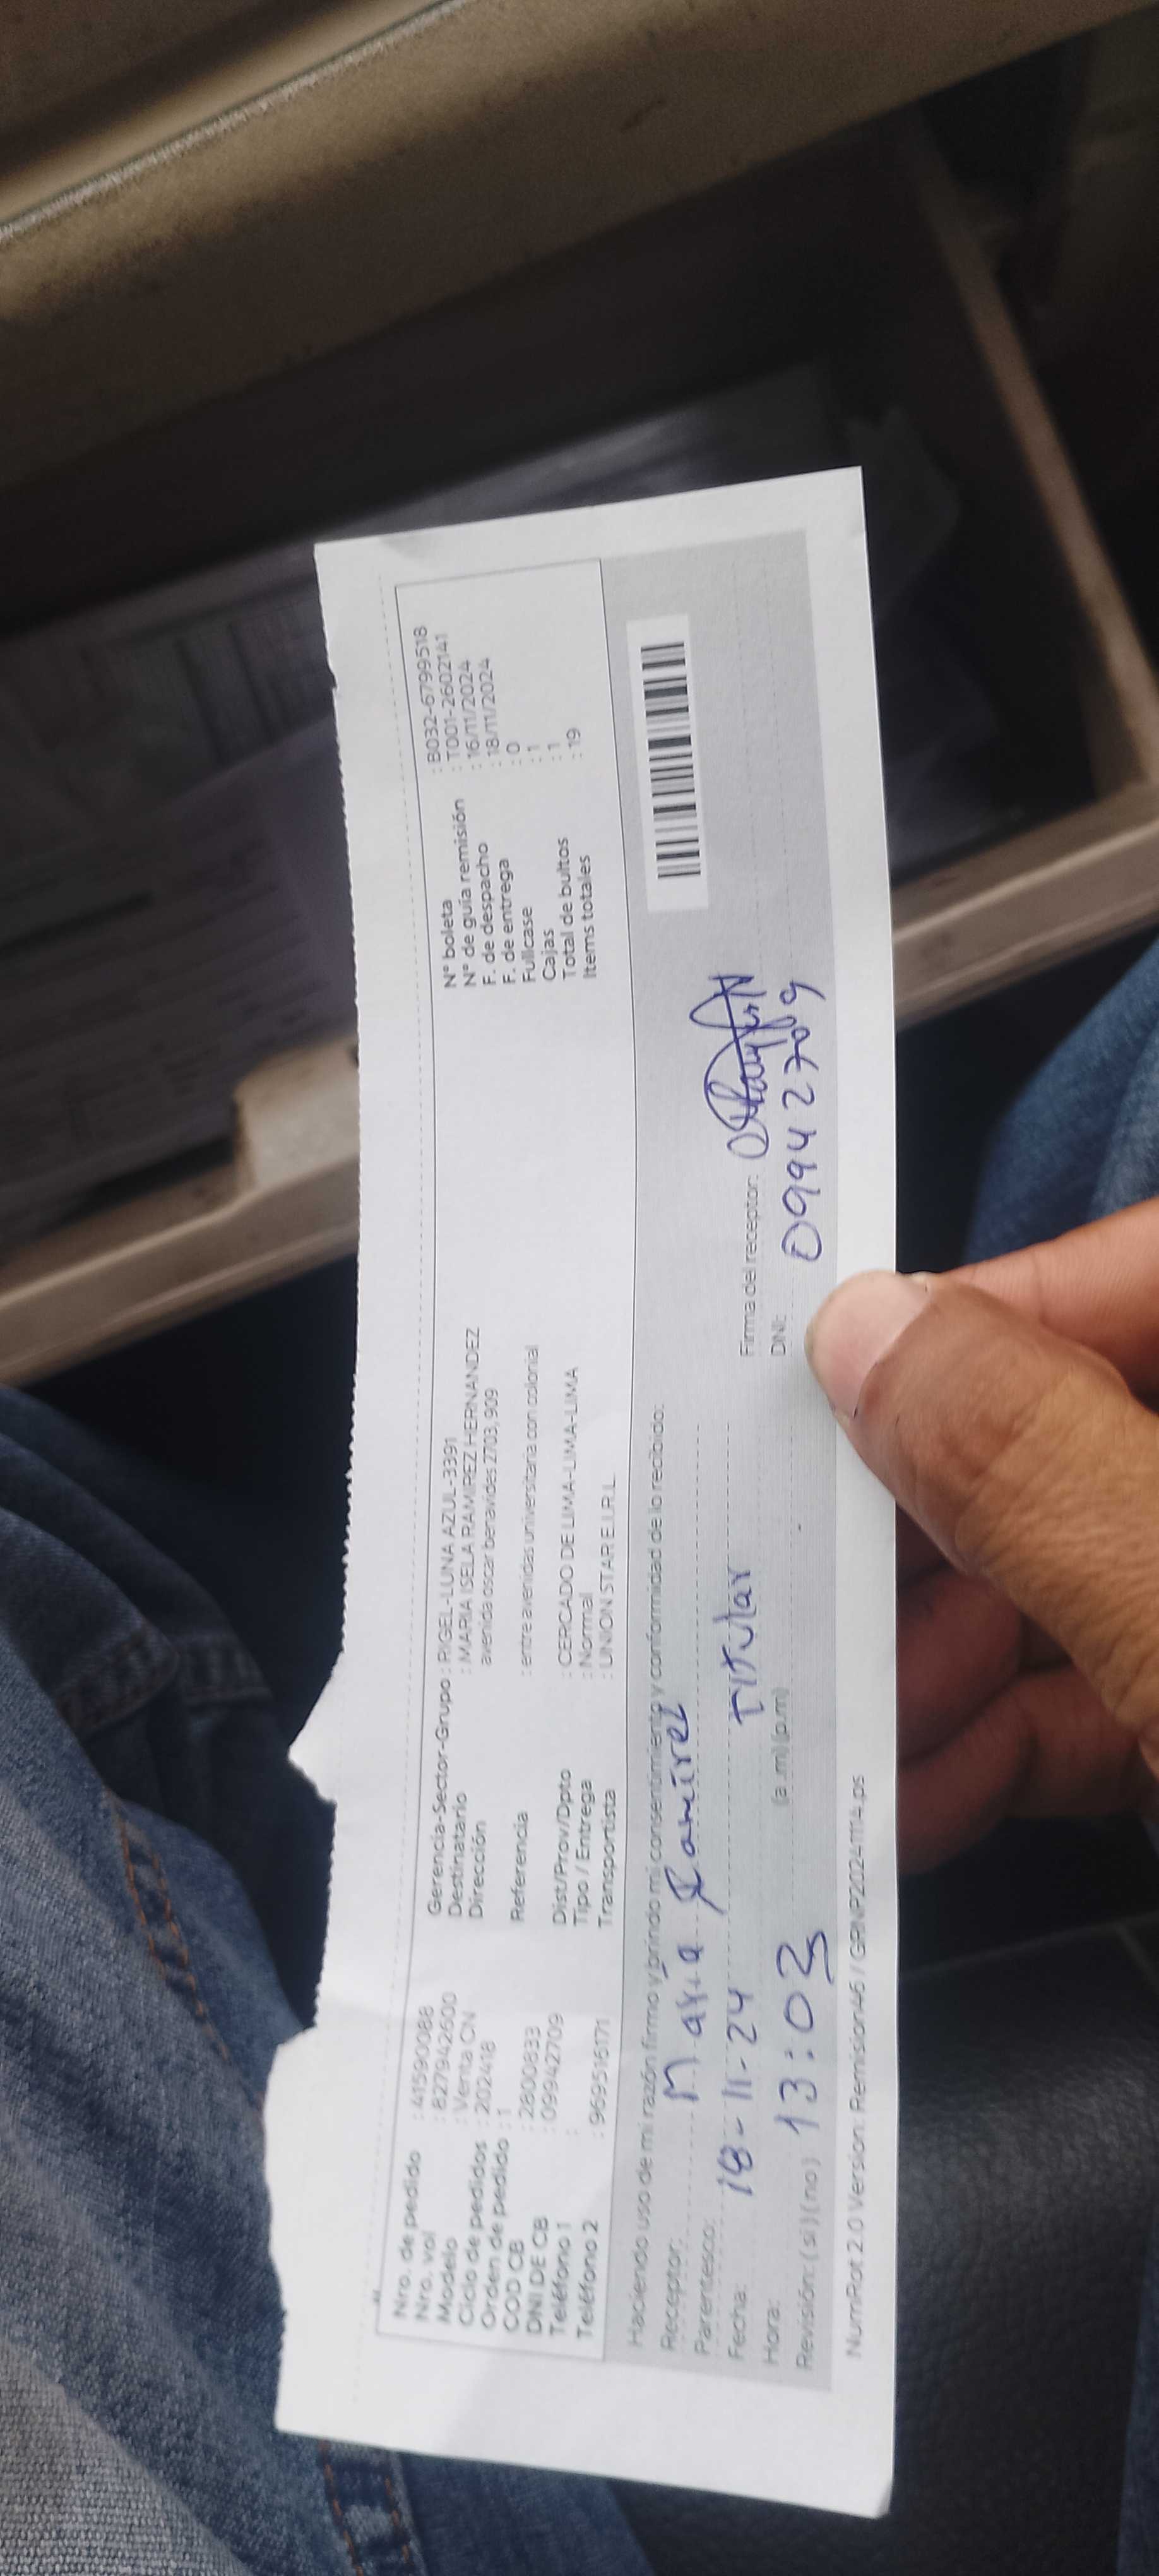 Nro. de pedido : 41590088
Nro. vol : 827942600
Modelo : Venta CN
Ciclo de pedidos : 202418
Orden de pedido : 1
COD CB : 2800833
DNI DE CB : 09942709
Teléfono 1 :
Teléfono 2 : 969516171
Gerencia-Sector-Grupo : RIGEL-LUNA AZUL-3391
Destinatario : MARIA ISELA RAMIREZ HERNANDEZ
Dirección avenida oscar benavides 2703, 909
Referencia : entre avenidas universitaria con colonial
Dist/Prov/Dpto : CERCADO DE LIMA-LIMA-LIMA
Tipo / Entrega : Normal
Transportista : UNION STAR E.I.R.L.
N° boleta : B032-6799518
N° de guía remisión : T001-2602141
F. de despacho : 16/11/2024
F. de entrega : 18/11/2024
Fullcase : 0
Cajas : 1
Total de bultos : 1
Items totales : 19
Haciendo uso de mi razón firmo y brindo mi consentimiento y conformidad de lo recibido:
Receptor: Maria Ramirez
Parentesco: Titular
Fecha: 18-11-24
Hora: 13:02 (a.m) (p.m)
Revisión: ( si ) ( no )
Firma del receptor:
DNI: 09942709
NumRot 2.0 Version: Remision46 / GRNP20241114.ps